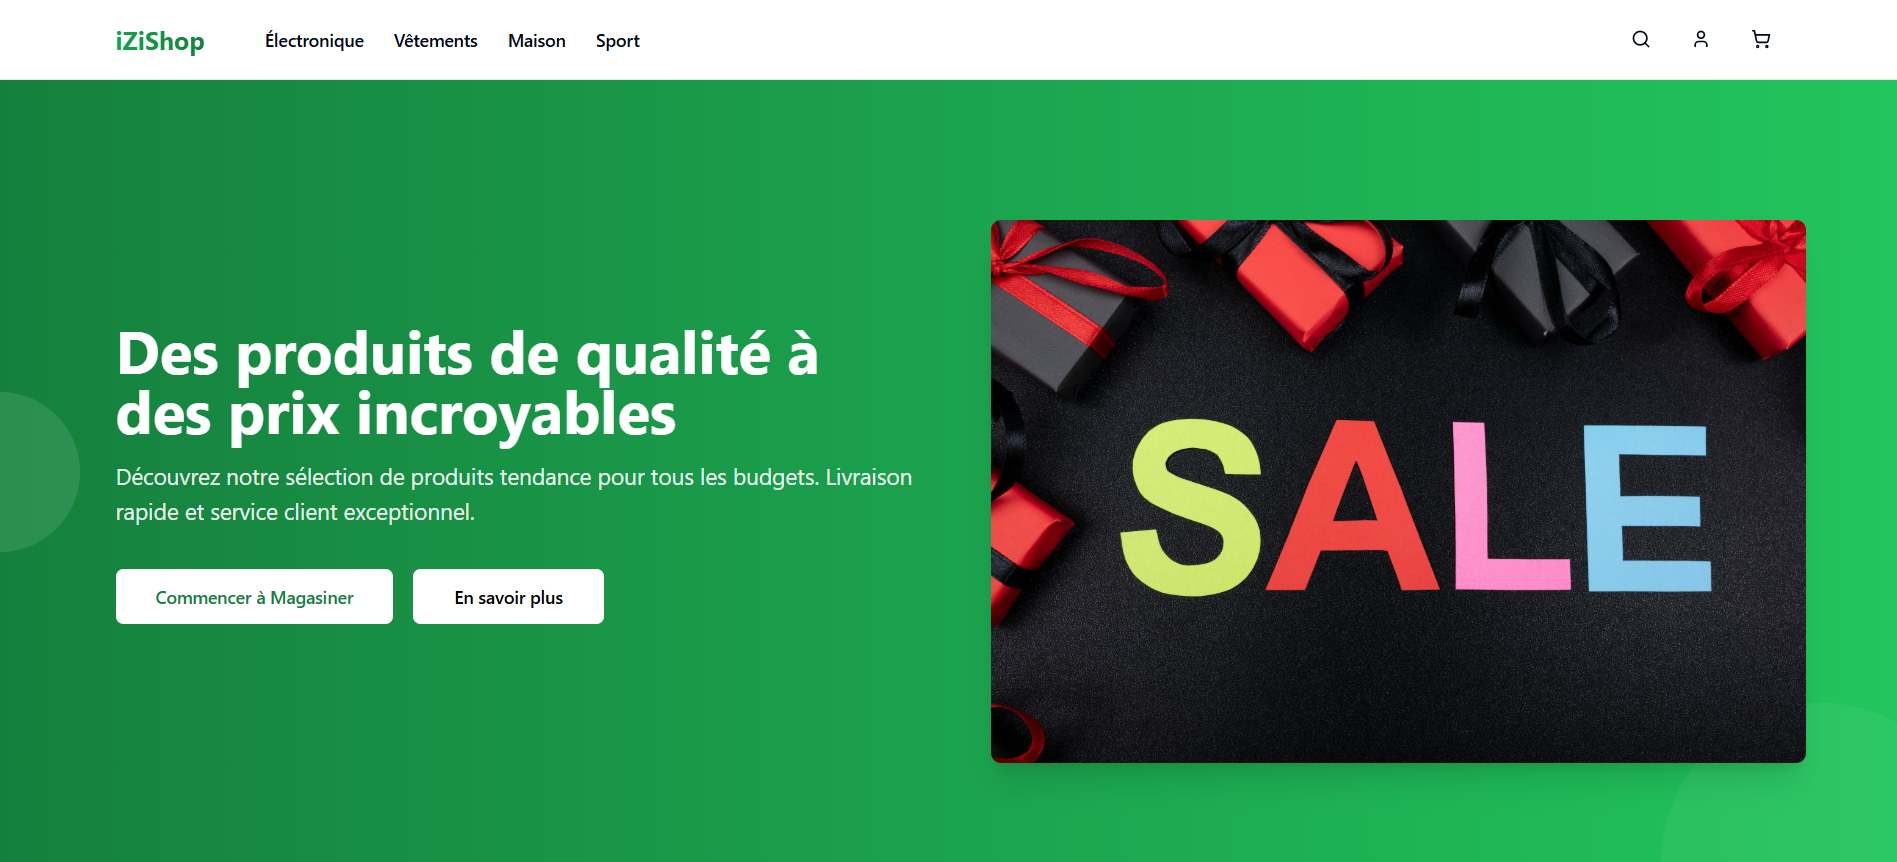 iZiShop
Électronique
Vêtements
Maison
Sport
Des produits de qualité à
des prix incroyables
Découvrez notre sélection de produits tendance pour tous les budgets. Livraison
rapide et service client exceptionnel.
Commencer à Magasiner
En savoir plus
SALE